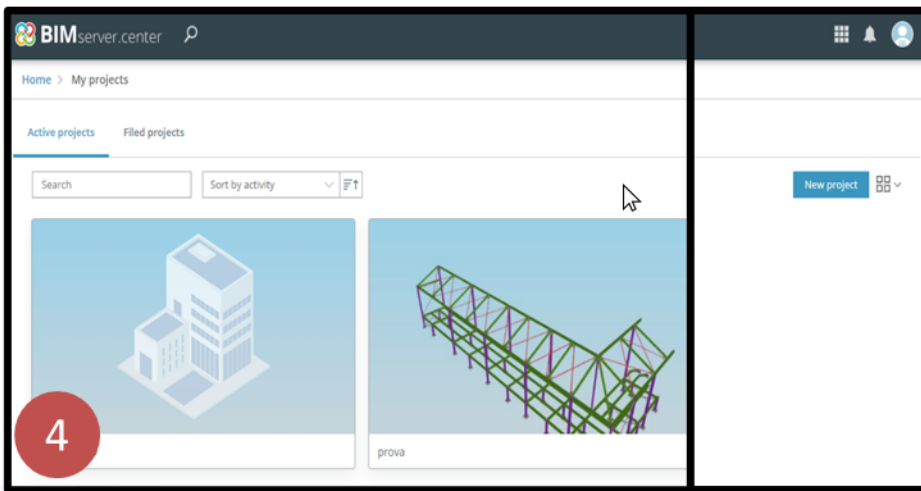 BIMserver.center
Home > My projects
Active projects Filed projects
Search Sort by activity New project
4
prova